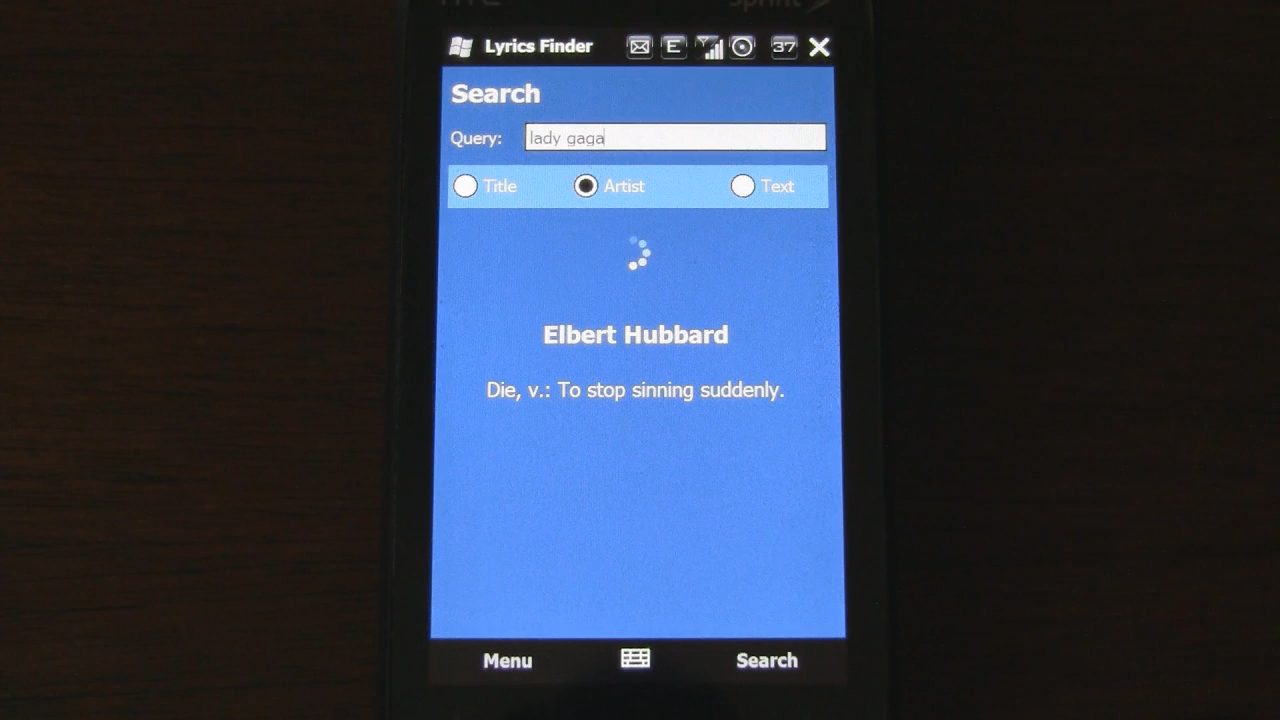 Lyrics Finder E 37
Search
Query: lady gaga
Title Artist Text
Elbert Hubbard
Die, v.: To stop sinning suddenly.
Menu Search